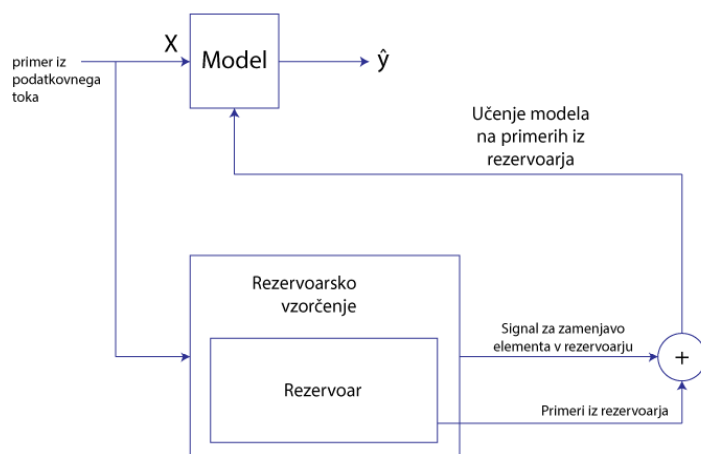 primer iz
podatkovnega
toka
X
Model
ŷ
Učenje modela
na primerih iz
rezervoarja
Rezervoarsko
vzorčenje
Rezervoar
Signal za zamenjavo
elementa v rezervoarju
+
Primeri iz rezervoarja